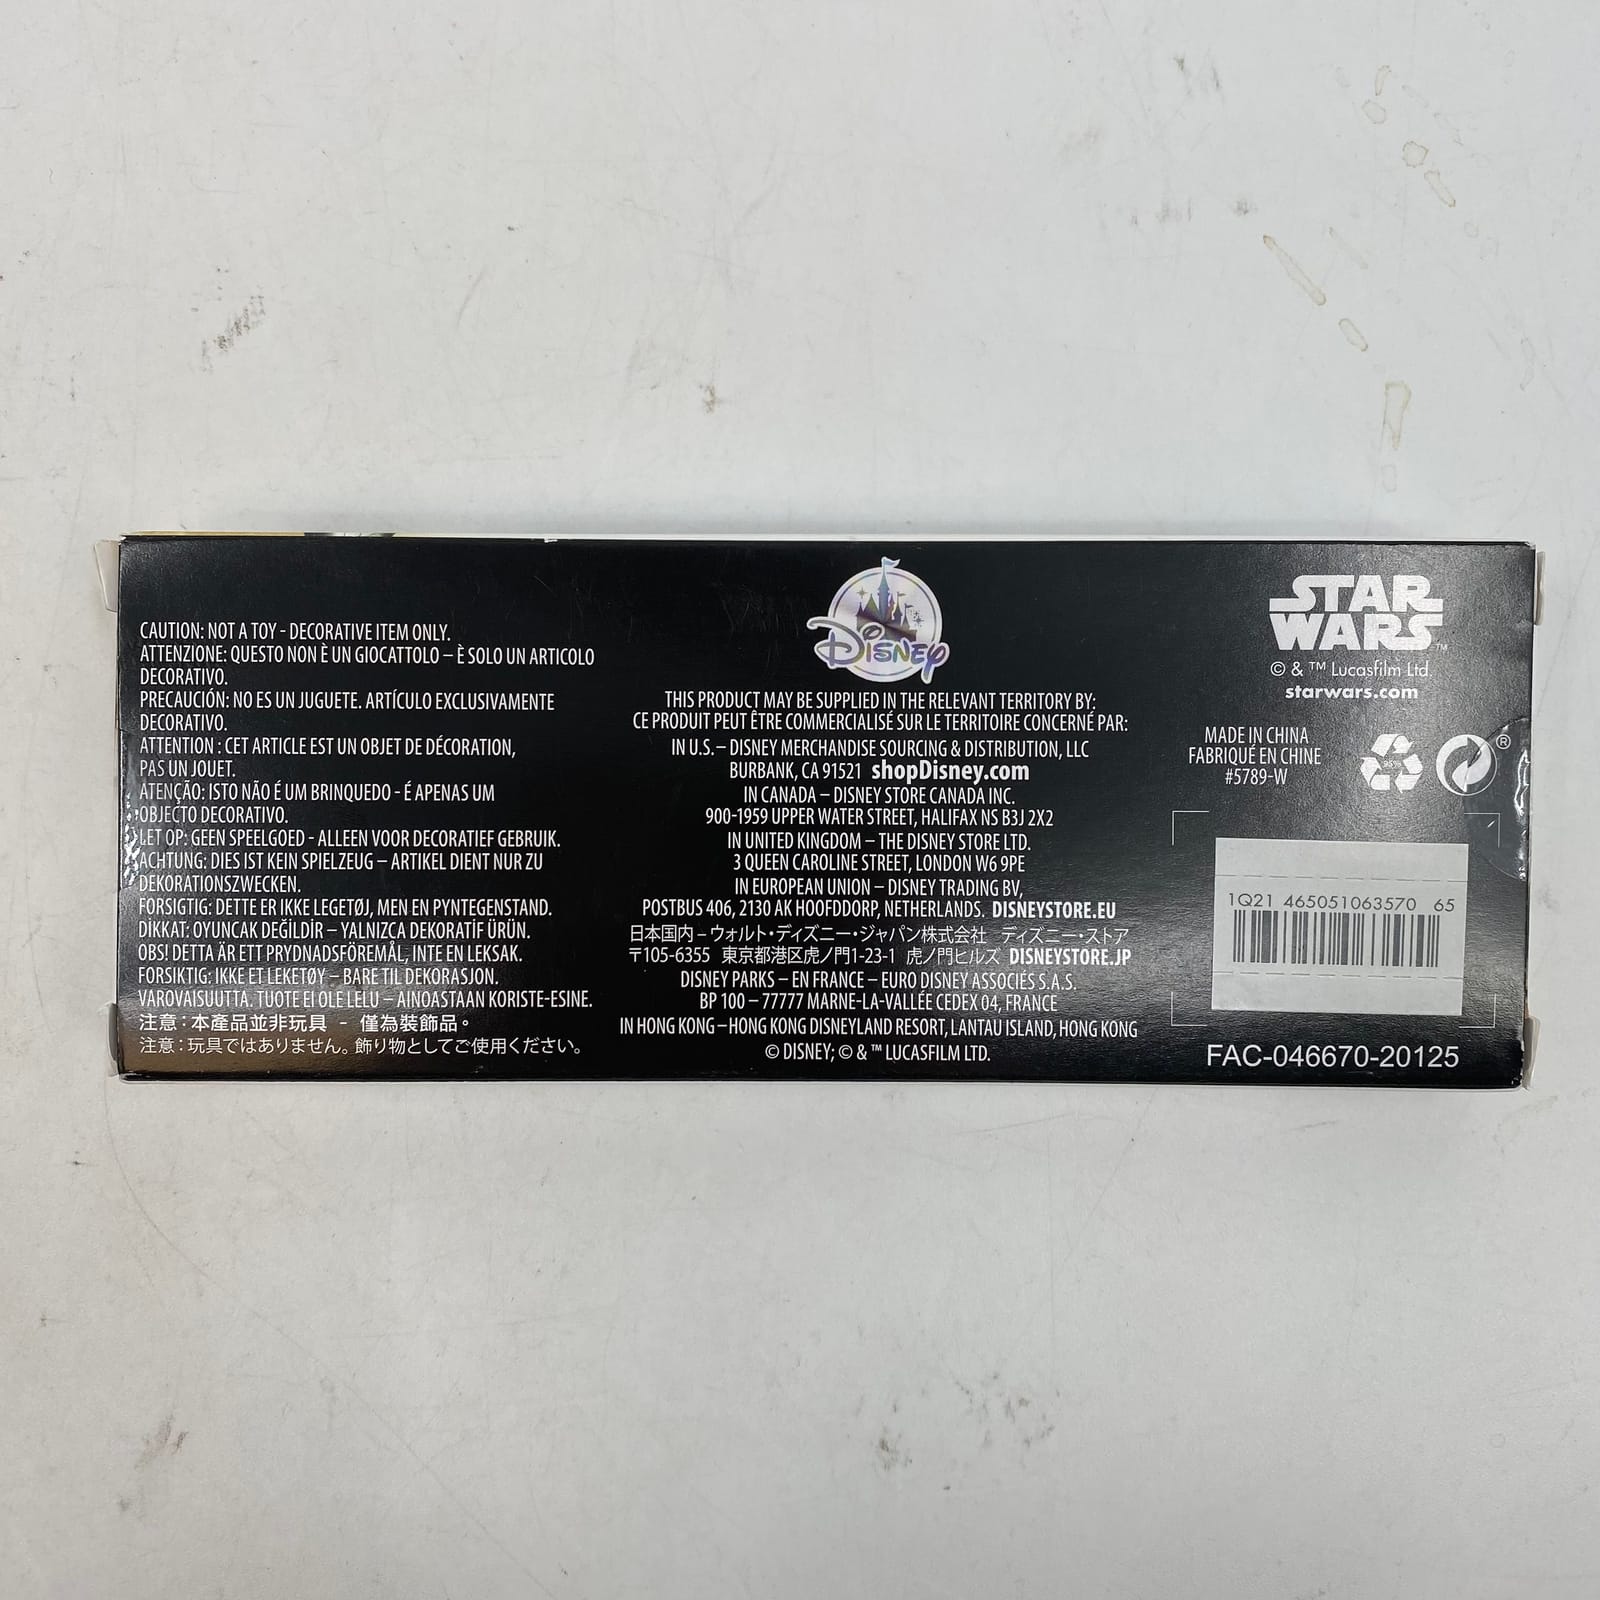 CAUTION: NOT A TOY - DECORATIVE ITEM ONLY.
ATTENZIONE: QUESTO NON È UN GIOCATTOLO – È SOLO UN ARTICOLO
DECORATIVO.
PRECAUCIÓN: NO ES UN JUGUETE. ARTÍCULO EXCLUSIVAMENTE
DECORATIVO.
ATTENTION : CET ARTICLE EST UN OBJET DE DÉCORATION,
PAS UN JOUET.
ATENÇÃO: ISTO NÃO É UM BRINQUEDO - É APENAS UM
OBJECTO DECORATIVO.
LET OP: GEEN SPEELGOED - ALLEEN VOOR DECORATIEF GEBRUIK.
ACHTUNG: DIES IST KEIN SPIELZEUG – ARTIKEL DIENT NUR ZU
DEKORATIONSZWECKEN.
FORSIGTIG: DETTE ER IKKE LEGETØJ, MEN EN PYNTEGENSTAND.
DİKKAT: OYUNCAK DEĞİLDİR – YALNIZCA DEKORATİF ÜRÜN.
OBS! DETTA ÄR ETT PRYDNADSFÖREMÅL, INTE EN LEKSAK.
FORSIKTIG: IKKE ET LEKETØY – BARE TIL DEKORASJON.
VAROVAISUUTTA. TUOTE EI OLE LELU – AINOASTAAN KORISTE-ESINE.
注意：本產品並非玩具 - 僅為裝飾品。
注意：玩具ではありません。飾り物としてご使用ください。
Disney
THIS PRODUCT MAY BE SUPPLIED IN THE RELEVANT TERRITORY BY:
CE PRODUIT PEUT ÊTRE COMMERCIALISÉ SUR LE TERRITOIRE CONCERNÉ PAR:
IN U.S. – DISNEY MERCHANDISE SOURCING & DISTRIBUTION, LLC
BURBANK, CA 91521 shopDisney.com
IN CANADA – DISNEY STORE CANADA INC.
900-1959 UPPER WATER STREET, HALIFAX NS B3J 2X2
IN UNITED KINGDOM – THE DISNEY STORE LTD.
3 QUEEN CAROLINE STREET, LONDON W6 9PE
IN EUROPEAN UNION – DISNEY TRADING BV,
POSTBUS 406, 2130 AK HOOFDDORP, NETHERLANDS. DISNEYSTORE.EU
日本国内 – ウォルト・ディズニー・ジャパン株式会社 ディズニー・ストア
〒105-6355 東京都港区虎ノ門1-23-1 虎ノ門ヒルズ DISNEYSTORE.JP
DISNEY PARKS – EN FRANCE – EURO DISNEY ASSOCIÉS S.A.S.
BP 100 – 77777 MARNE-LA-VALLÉE CEDEX 04, FRANCE
IN HONG KONG – HONG KONG DISNEYLAND RESORT, LANTAU ISLAND, HONG KONG
© DISNEY; © & ™ LUCASFILM LTD.
STAR
WARS™
© & ™ Lucasfilm Ltd.
starwars.com
MADE IN CHINA
FABRIQUÉ EN CHINE
#5789-W
95%
®
1Q21 465051063570 65
FAC-046670-20125